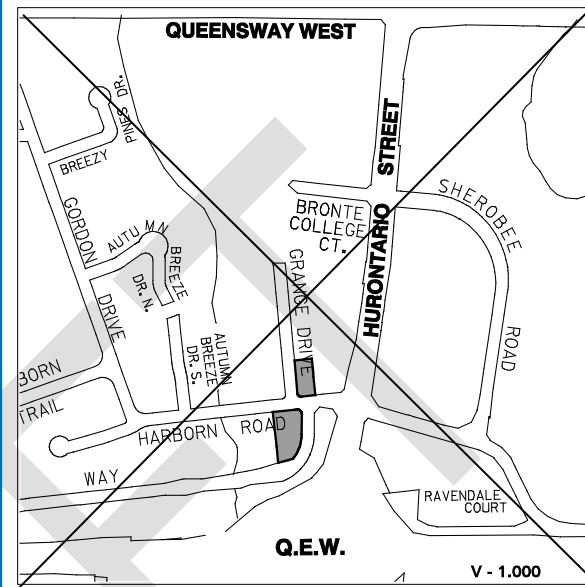 QUEENSWAY WEST
PINES DR.
BREEZY
STREET
HURONTARIO
SHEROBEE
ROAD
BRONTE
COLLEGE
CT.
GORDON
DRIVE
AUTUMN
BREEZE
DR. N.
GRANGE DRIVE
AUTUMN
BREEZE
DR. S.
BORN
TRAIL
HARBORN ROAD
WAY
RAVENDALE
COURT
Q.E.W.
V - 1.000